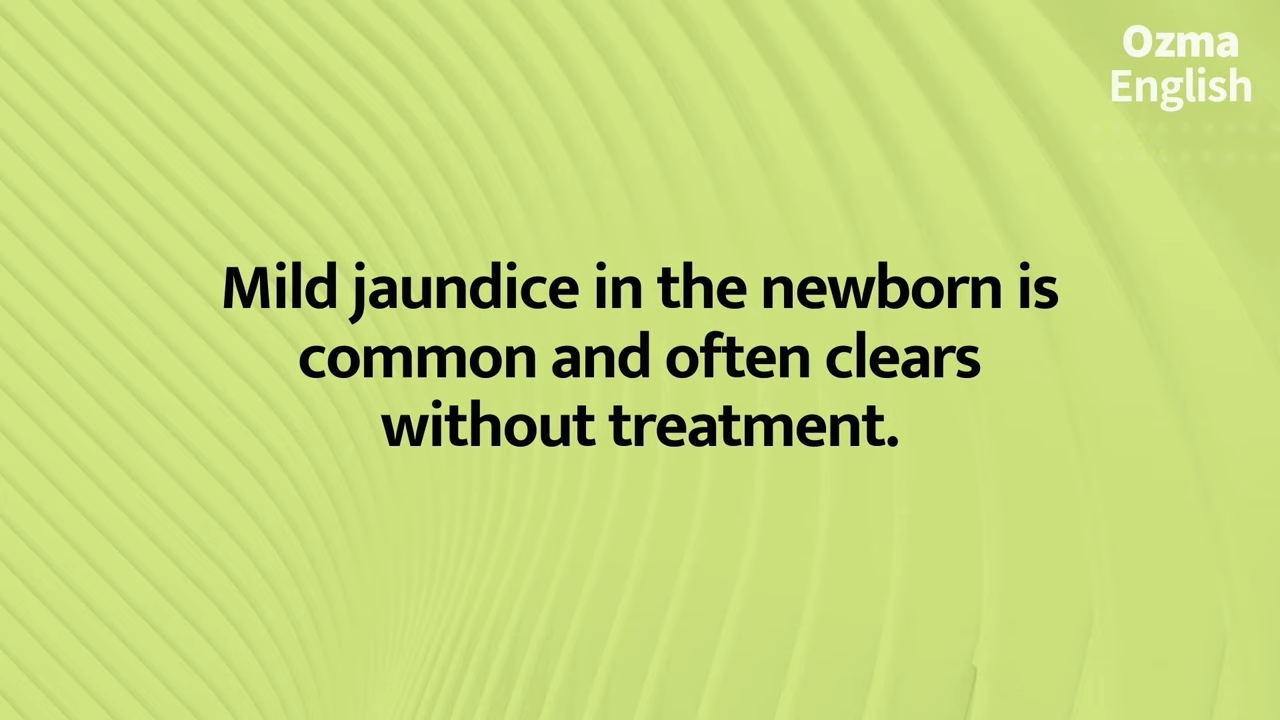 Ozma
English
Mild jaundice in the newborn is
common and often clears
without treatment.